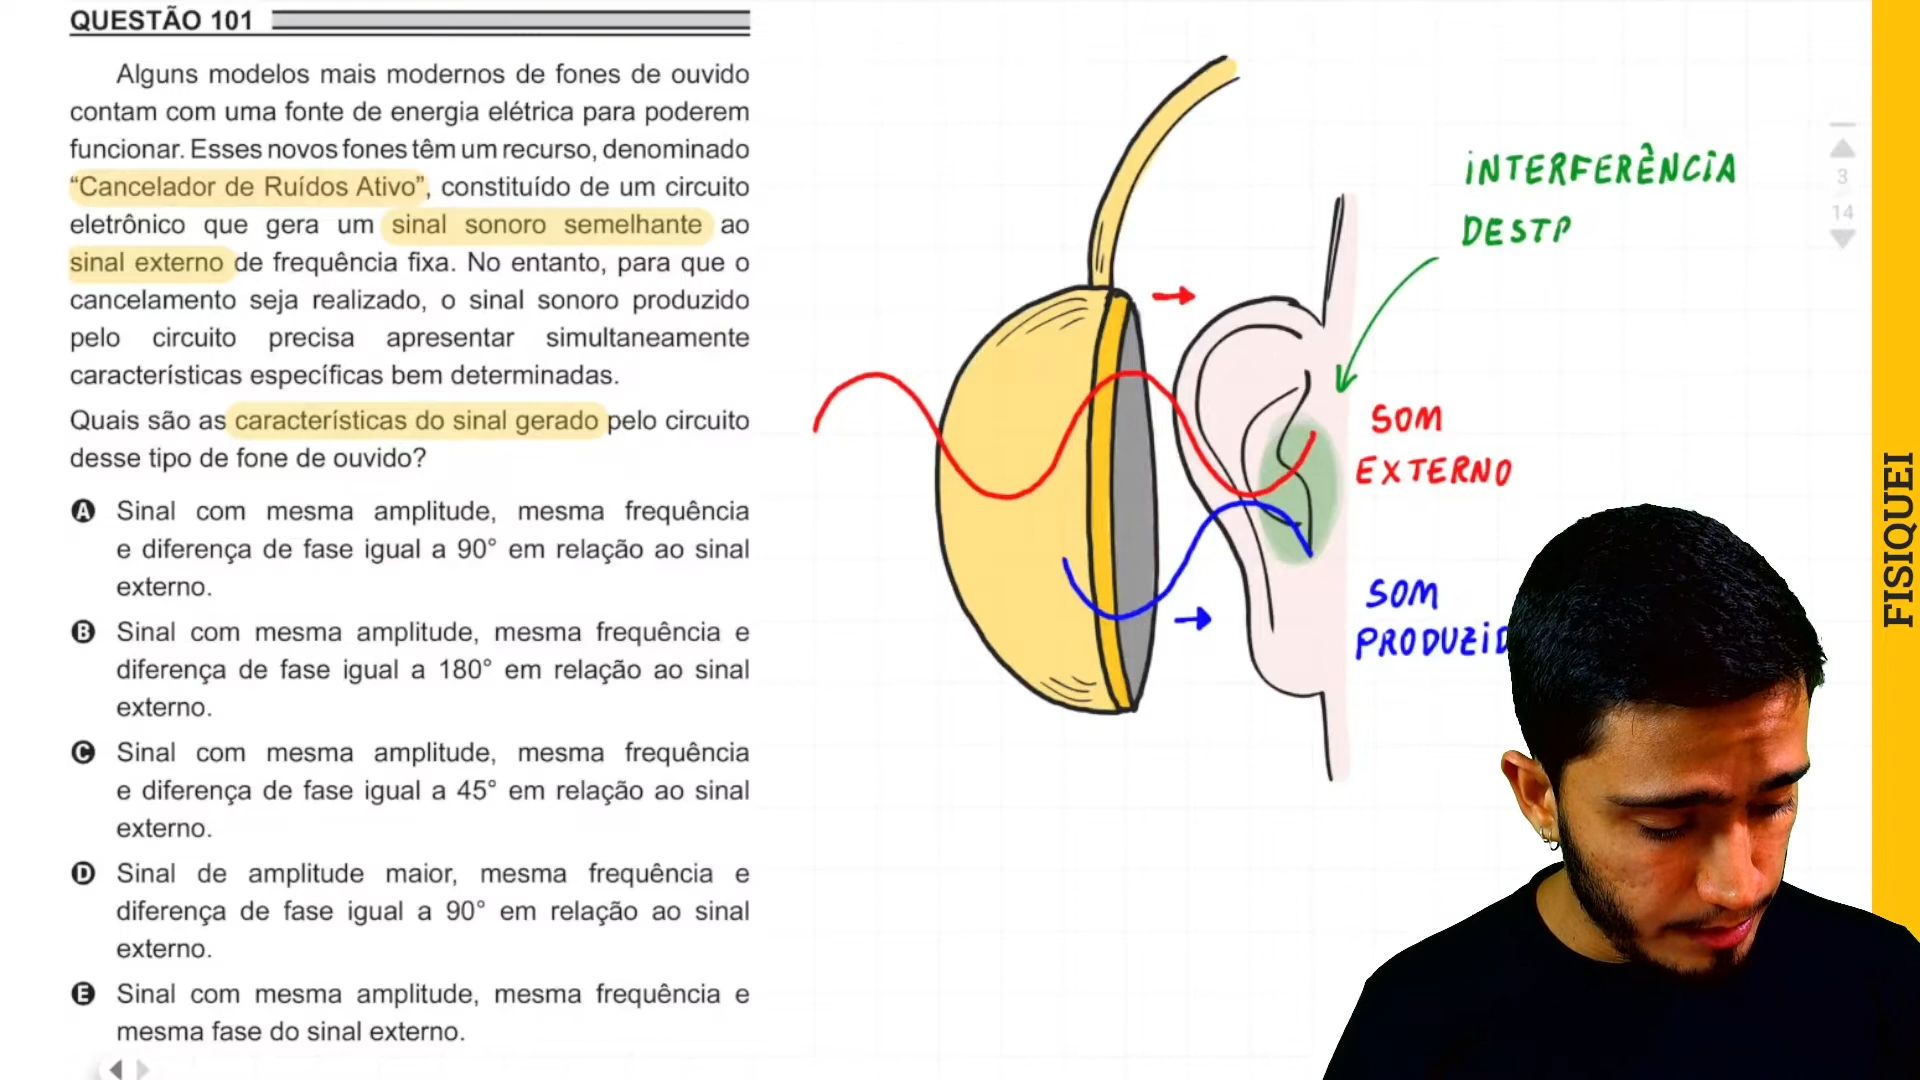 QUESTÃO 101
Alguns modelos mais modernos de fones de ouvido
contam com uma fonte de energia elétrica para poderem
funcionar. Esses novos fones têm um recurso, denominado
“Cancelador de Ruídos Ativo”, constituído de um circuito
eletrônico que gera um sinal sonoro semelhante ao
sinal externo de frequência fixa. No entanto, para que o
cancelamento seja realizado, o sinal sonoro produzido
pelo circuito precisa apresentar simultaneamente
características específicas bem determinadas.
Quais são as características do sinal gerado pelo circuito
desse tipo de fone de ouvido?
A Sinal com mesma amplitude, mesma frequência
e diferença de fase igual a 90° em relação ao sinal
externo.
B Sinal com mesma amplitude, mesma frequência e
diferença de fase igual a 180° em relação ao sinal
externo.
C Sinal com mesma amplitude, mesma frequência
e diferença de fase igual a 45° em relação ao sinal
externo.
D Sinal de amplitude maior, mesma frequência e
diferença de fase igual a 90° em relação ao sinal
externo.
E Sinal com mesma amplitude, mesma frequência e
mesma fase do sinal externo.
INTERFERÊNCIA
DESTP
SOM
EXTERNO
SOM
PRODUZID
3
14
FISIQUEI